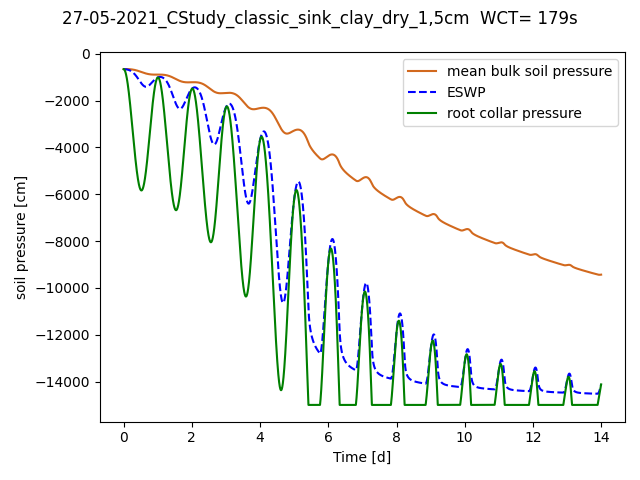 27-05-2021_CStudy_classic_sink_clay_dry_1,5cm  WCT= 179s
mean bulk soil pressure
ESWP
root collar pressure
soil pressure [cm]
0
−2000
−4000
−6000
−8000
−10000
−12000
−14000
0 2 4 6 8 10 12 14
Time [d]